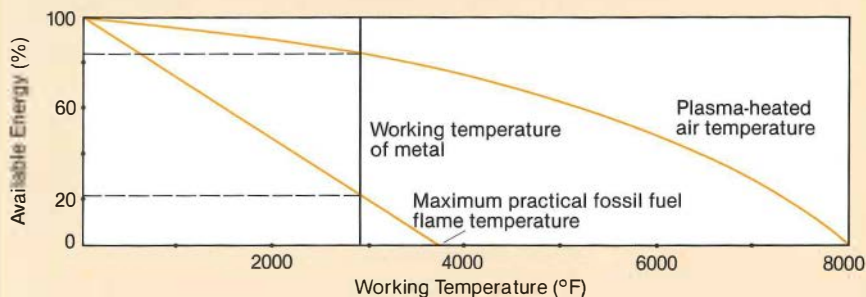 Available Energy (%)
100
60
20
0
Working temperature
of metal
Plasma-heated
air temperature
Maximum practical fossil fuel
flame temperature
2000
4000
6000
8000
Working Temperature (°F)